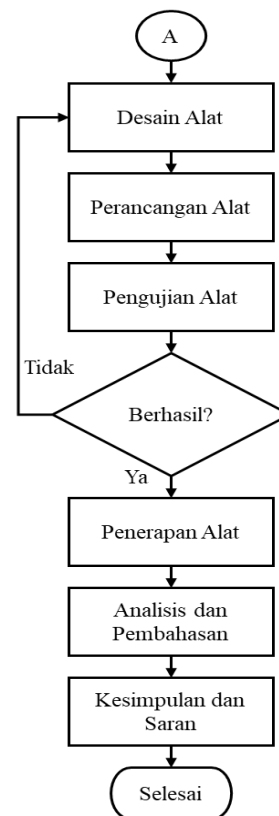 A
Desain Alat
Perancangan Alat
Pengujian Alat
Tidak
Berhasil?
Ya
Penerapan Alat
Analisis dan
Pembahasan
Kesimpulan dan
Saran
Selesai